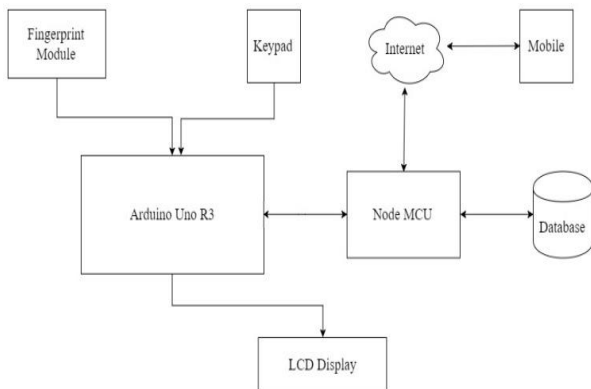 Fingerprint
Module
Keypad
Internet
Mobile
Arduino Uno R3
Node MCU
Database
LCD Display